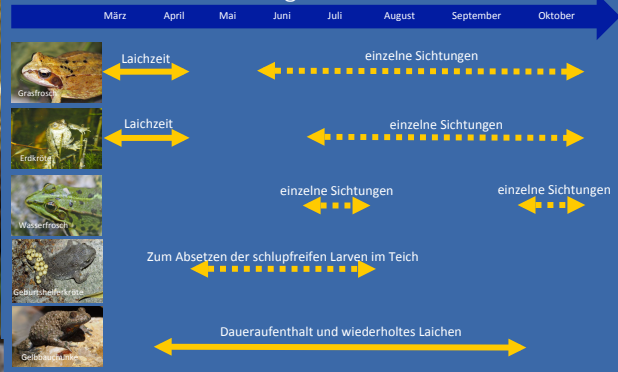 März April Mai Juni Juli August September Oktober
Laichzeit einzelne Sichtungen
Grasfrosch
Laichzeit einzelne Sichtungen
Erdkröte
einzelne Sichtungen einzelne Sichtungen
Wasserfrosch
Zum Absetzen der schlupfreifen Larven im Teich
Geburtshelferkröte
Daueraufenthalt und wiederholtes Laichen
Gelbbauchunke